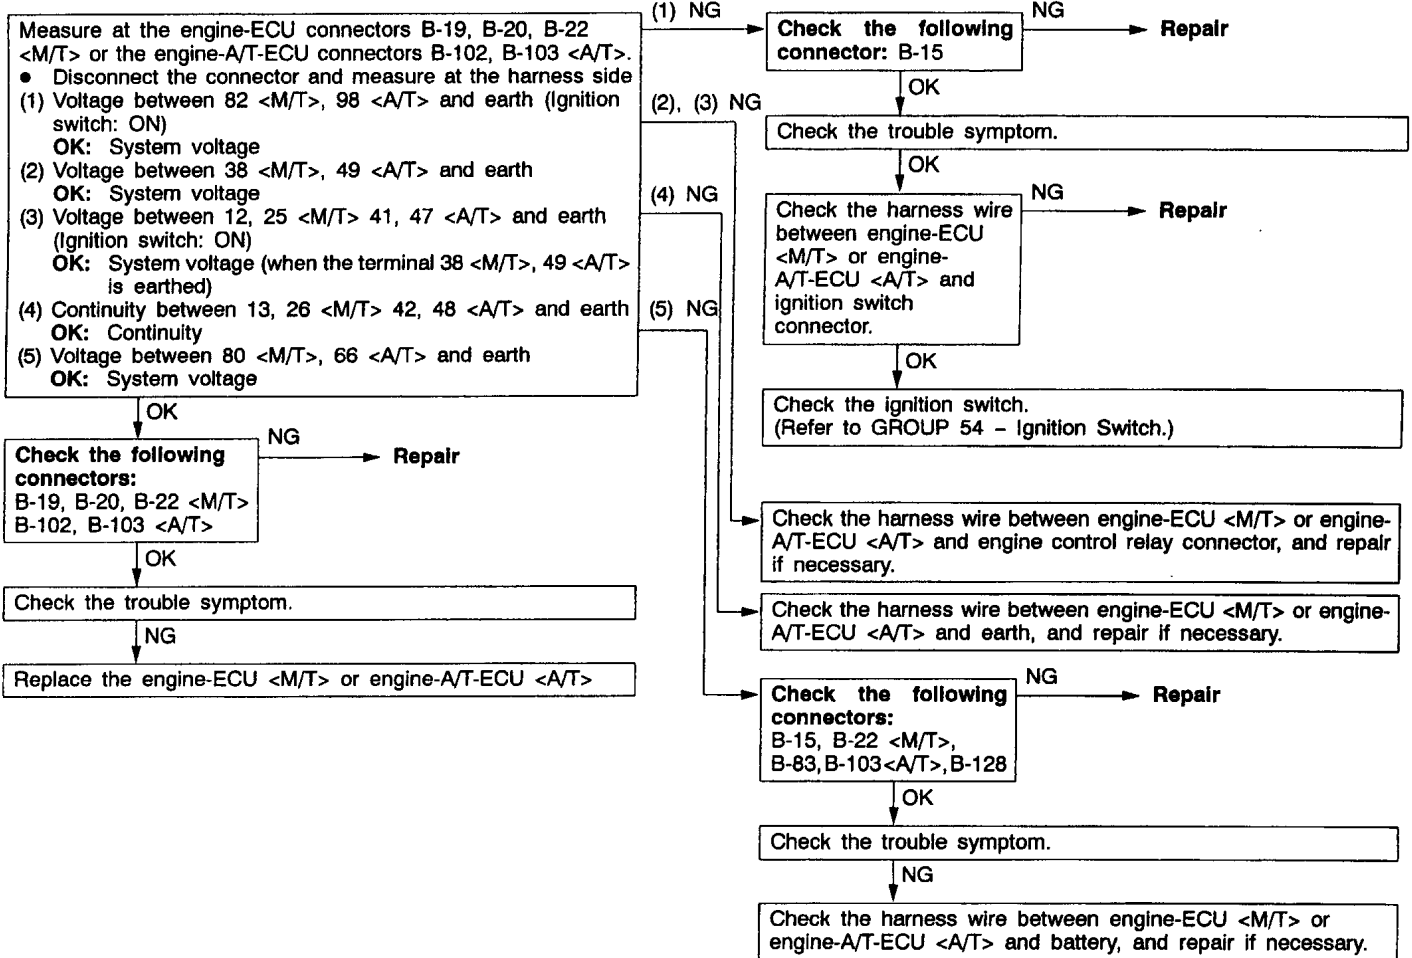 Measure at the engine-ECU connectors B-19, B-20, B-22
<M/T> or the engine-A/T-ECU connectors B-102, B-103 <A/T>.
● Disconnect the connector and measure at the harness side
(1) Voltage between 82 <M/T>, 98 <A/T> and earth (Ignition
switch: ON)
OK: System voltage
(2) Voltage between 38 <M/T>, 49 <A/T> and earth
OK: System voltage
(3) Voltage between 12, 25 <M/T> 41, 47 <A/T> and earth
(Ignition switch: ON)
OK: System voltage (when the terminal 38 <M/T>, 49 <A/T>
is earthed)
(4) Continuity between 13, 26 <M/T> 42, 48 <A/T> and earth
OK: Continuity
(5) Voltage between 80 <M/T>, 66 <A/T> and earth
OK: System voltage
OK
Check the following
connectors:
B-19, B-20, B-22 <M/T>
B-102, B-103 <A/T>
NG
Repair
OK
Check the trouble symptom.
NG
Replace the engine-ECU <M/T> or engine-A/T-ECU <A/T>
(1) NG
Check the following
connector: B-15
NG
Repair
OK
Check the trouble symptom.
OK
Check the harness wire
between engine-ECU
<M/T> or engine-
A/T-ECU <A/T> and
ignition switch
connector.
NG
Repair
OK
Check the ignition switch.
(Refer to GROUP 54 – Ignition Switch.)
(2), (3) NG
Check the harness wire between engine-ECU <M/T> or engine-
A/T-ECU <A/T> and engine control relay connector, and repair
if necessary.
(4) NG
Check the harness wire between engine-ECU <M/T> or engine-
A/T-ECU <A/T> and earth, and repair if necessary.
(5) NG
Check the following
connectors:
B-15, B-22 <M/T>,
B-83, B-103<A/T>, B-128
NG
Repair
OK
Check the trouble symptom.
NG
Check the harness wire between engine-ECU <M/T> or
engine-A/T-ECU <A/T> and battery, and repair if necessary.